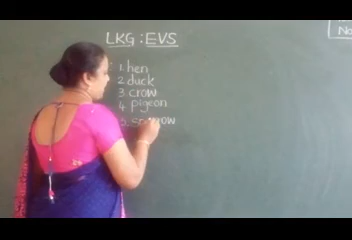 No
LKG : EVS
1. hen
2. duck
3. crow
4. pigeon
5.